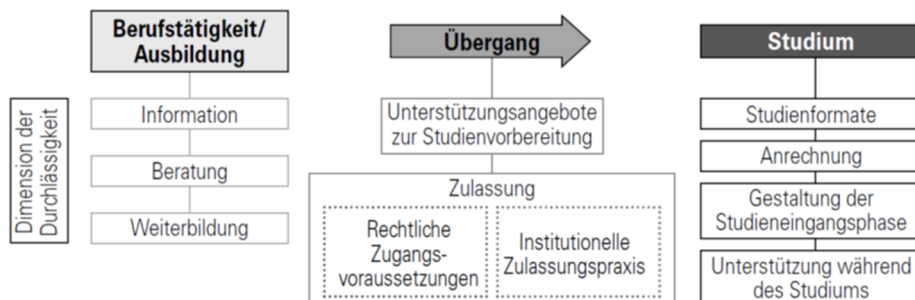 Berufstätigkeit/
Ausbildung
Übergang
Studium
Dimension der
Durchlässigkeit
Information
Beratung
Weiterbildung
Unterstützungsangebote
zur Studienvorbereitung
Zulassung
Rechtliche
Zugangs-
voraussetzungen
Institutionelle
Zulassungspraxis
Studienformate
Anrechnung
Gestaltung der
Studieneingangsphase
Unterstützung während
des Studiums